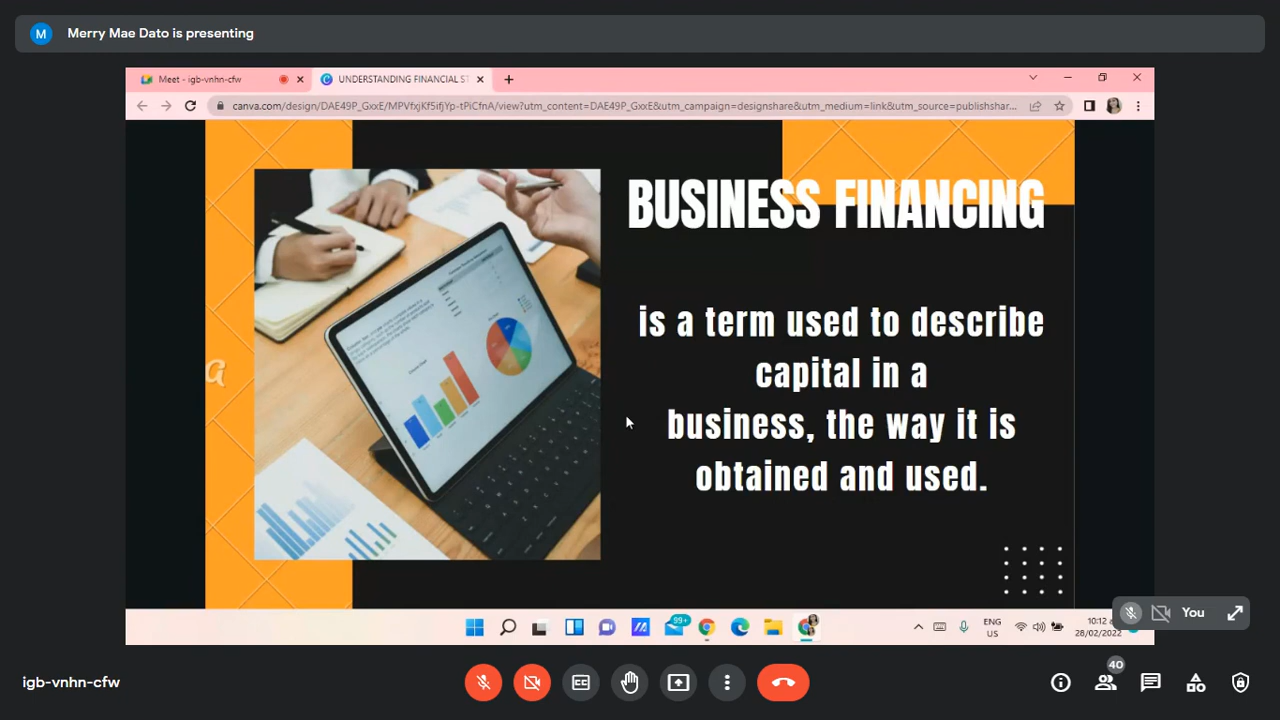 M Merry Mae Dato is presenting
Meet - igb-vnhn-cfw
UNDERSTANDING FINANCIAL ST
canva.com/design/DAE49P_GxxE/MPVfxjKf5ifjYp-tPiCfnA/view?utm_content=DAE49P_GxxE&utm_campaign=designshare&utm_medium=link&utm_source=publishshar...
BUSINESS FINANCING
is a term used to describe
capital in a
business, the way it is
obtained and used.
G
You
99+
ENG
US
10:12
28/02/2022
igb-vnhn-cfw
40